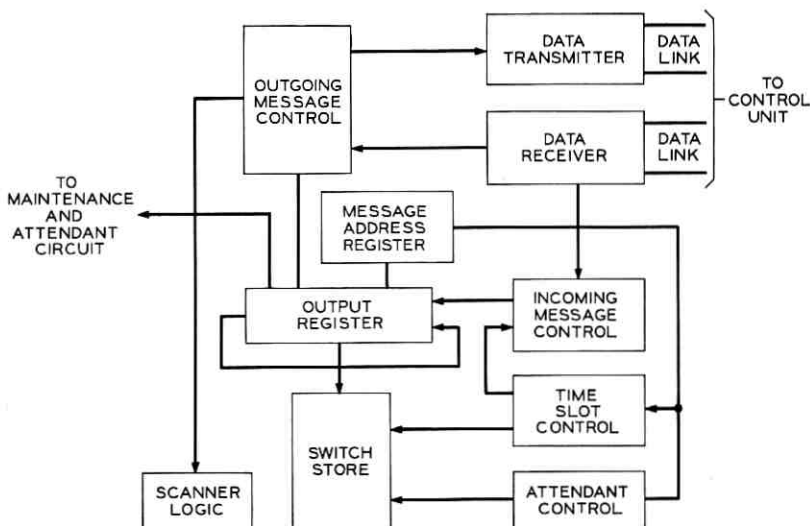 DATA
TRANSMITTER
DATA
LINK
OUTGOING
MESSAGE
CONTROL
TO
CONTROL
UNIT
DATA
RECEIVER
DATA
LINK
TO
MAINTENANCE
AND
ATTENDANT
CIRCUIT
MESSAGE
ADDRESS
REGISTER
OUTPUT
REGISTER
INCOMING
MESSAGE
CONTROL
TIME
SLOT
CONTROL
SWITCH
STORE
SCANNER
LOGIC
ATTENDANT
CONTROL